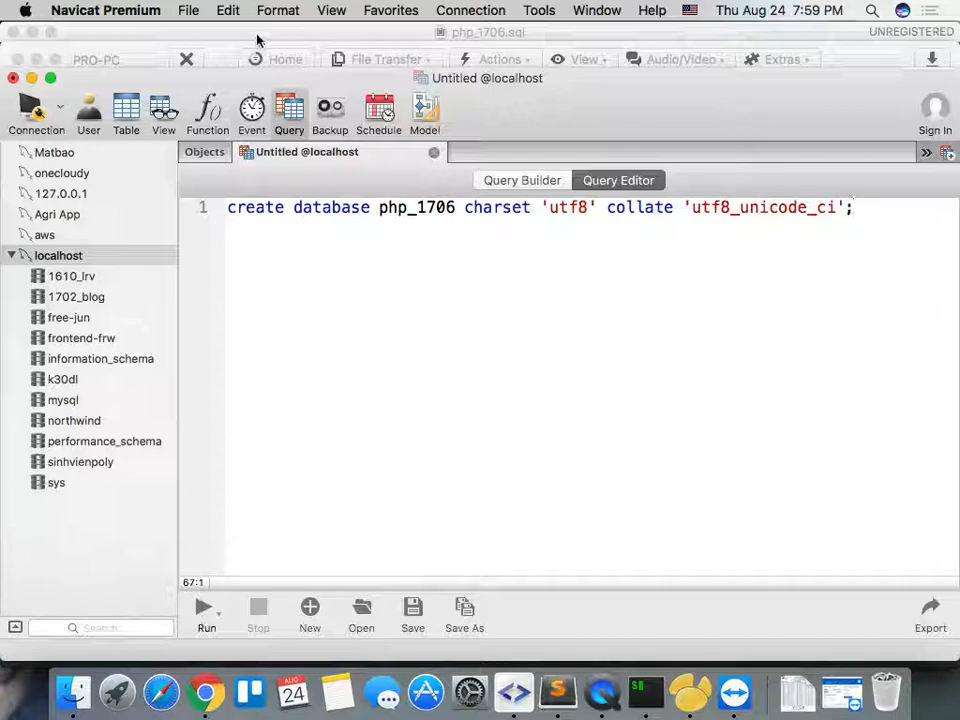 Navicat Premium File Edit Format View Favorites Connection Tools Window Help Thu Aug 24 7:59 PM
php_1706.sql UNREGISTERED
PRO-PC Home File Transfer Actions View Audio/Video Extras
Untitled @localhost
Connection User Table View Function Event Query Backup Schedule Model Sign In
Objects Untitled @localhost
Query Builder Query Editor
1 create database php_1706 charset 'utf8' collate 'utf8_unicode_ci';
Matbao
onecloudy
127.0.0.1
Agri App
aws
localhost
1610_lrv
1702_blog
free-jun
frontend-frw
information_schema
k30dl
mysql
northwind
performance_schema
sinhvienpoly
sys
67:1
Run Stop New Open Save Save As Export
Search...
AUG
24